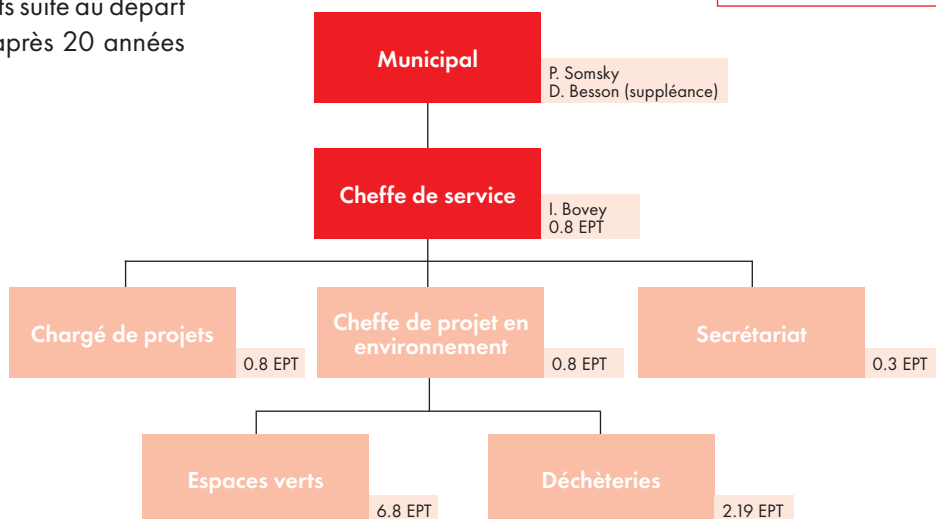 ts suite au départ
après 20 années
Municipal
P. Somsky
D. Besson (suppléance)
Cheffe de service
I. Bovey
0.8 EPT
Chargé de projets
0.8 EPT
Cheffe de projet en
environnement
0.8 EPT
Secrétariat
0.3 EPT
Espaces verts
6.8 EPT
Déchèteries
2.19 EPT